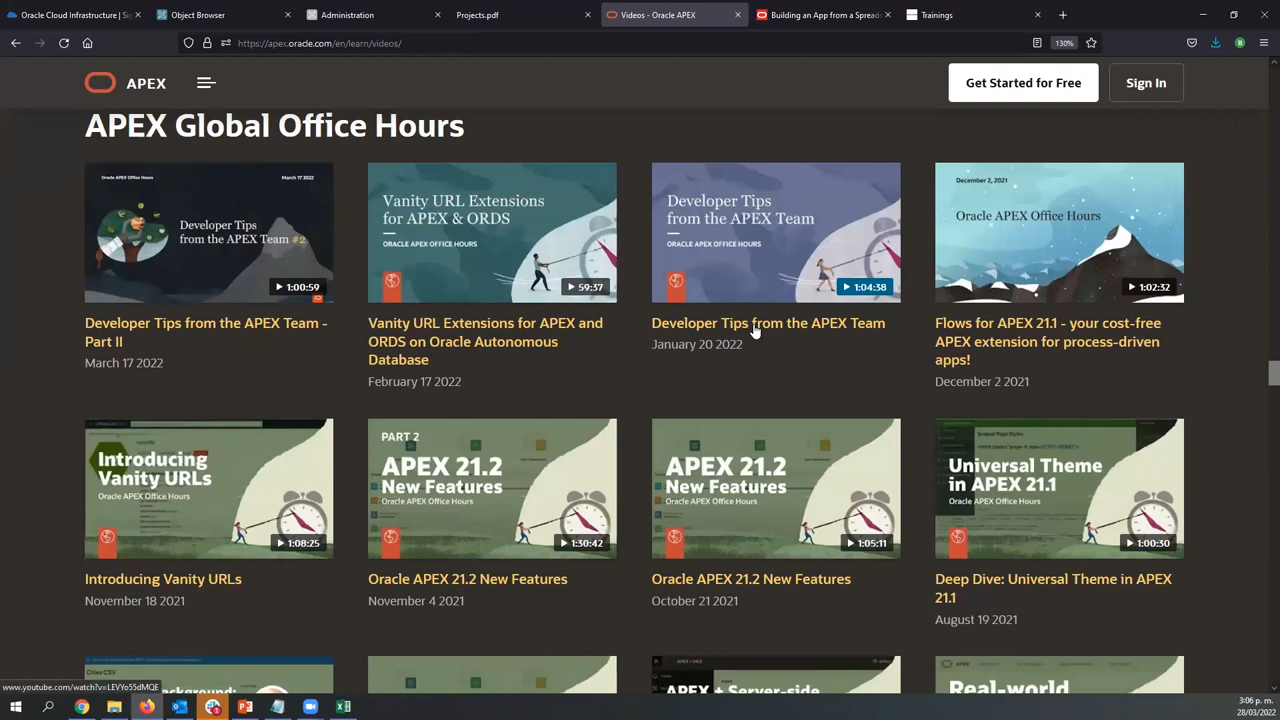 Oracle Cloud Infrastructure | Sig
Object Browser
Administration
Projects.pdf
Videos - Oracle APEX
Building an App from a Spreads
Trainings
https://apex.oracle.com/en/learn/videos/
130%
APEX
Get Started for Free
Sign In
APEX Global Office Hours
Oracle APEX Office Hours
March 17 2022
Developer Tips
from the APEX Team #2
1:00:59
Vanity URL Extensions
for APEX & ORDS
ORACLE APEX OFFICE HOURS
59:37
Developer Tips
from the APEX Team
ORACLE APEX OFFICE HOURS
1:04:38
December 2, 2021
Oracle APEX Office Hours
1:02:32
Developer Tips from the APEX Team -
Part II
March 17 2022
Vanity URL Extensions for APEX and
ORDS on Oracle Autonomous
Database
February 17 2022
Developer Tips from the APEX Team
January 20 2022
Flows for APEX 21.1 - your cost-free
APEX extension for process-driven
apps!
December 2 2021
Introducing
Vanity URLs
Oracle APEX Office Hours
1:08:25
PART 2
APEX 21.2
New Features
Oracle APEX Office Hours
1:30:42
APEX 21.2
New Features
Oracle APEX Office Hours
1:05:11
Universal Theme
in APEX 21.1
Oracle APEX Office Hours
1:00:30
Introducing Vanity URLs
November 18 2021
Oracle APEX 21.2 New Features
November 4 2021
Oracle APEX 21.2 New Features
October 21 2021
Deep Dive: Universal Theme in APEX
21.1
August 19 2021
Cities CSV
APEX + Server-side
Real-world
www.youtube.com/watch?v=LEVYo55dMQE
3:06 p. m.
28/03/2022